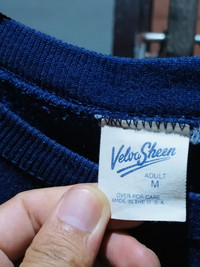 Velva Sheen
ADULT
M
OVER FOR CARE
MADE IN THE U.S.A.